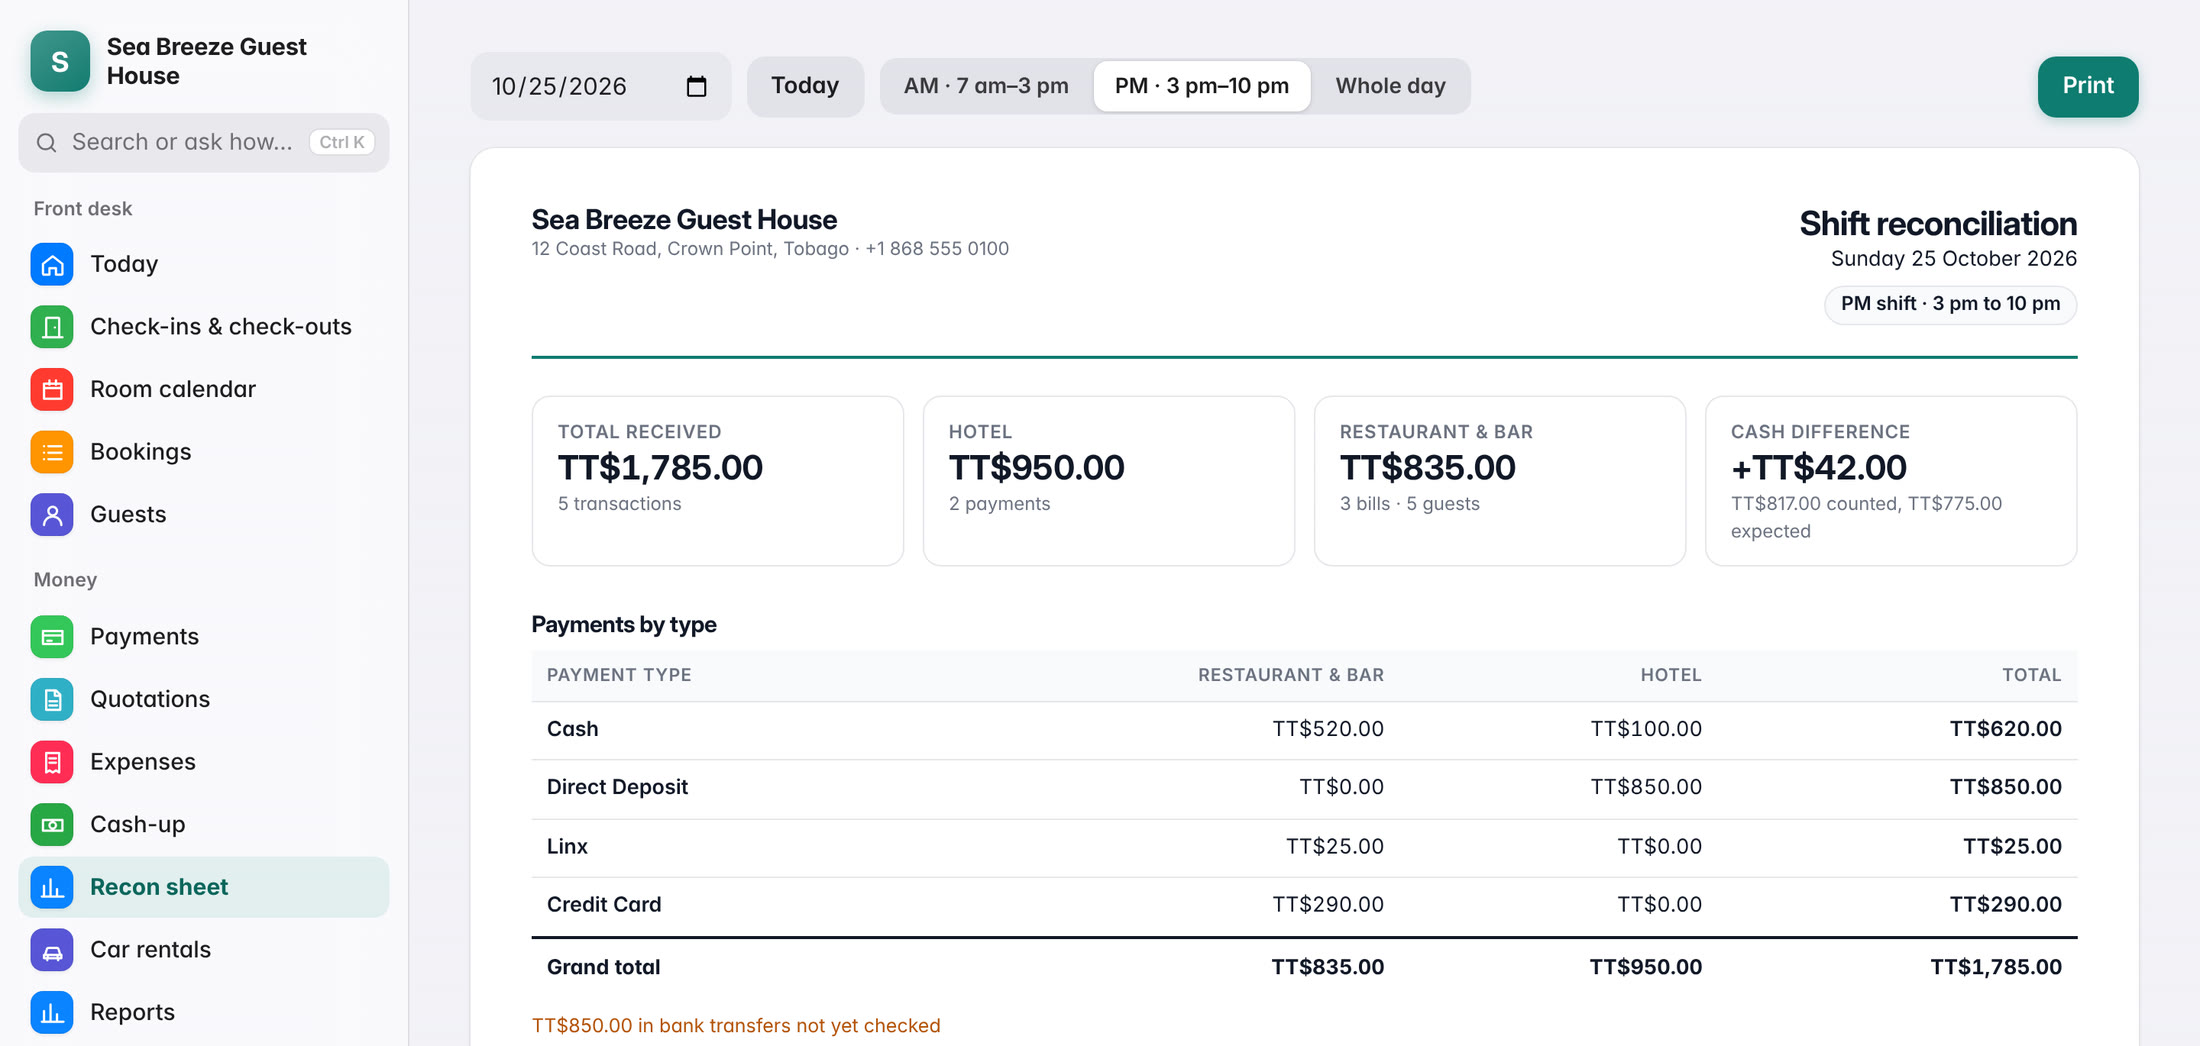 S
Sea Breeze Guest
House
Search or ask how...
Ctrl K
Front desk
Today
Check-ins & check-outs
Room calendar
Bookings
Guests
Money
Payments
Quotations
Expenses
Cash-up
Recon sheet
Car rentals
Reports
10/25/2026
Today
AM · 7 am–3 pm
PM · 3 pm–10 pm
Whole day
Print
Sea Breeze Guest House
12 Coast Road, Crown Point, Tobago · +1 868 555 0100
Shift reconciliation
Sunday 25 October 2026
PM shift · 3 pm to 10 pm
TOTAL RECEIVED
TT$1,785.00
5 transactions
HOTEL
TT$950.00
2 payments
RESTAURANT & BAR
TT$835.00
3 bills · 5 guests
CASH DIFFERENCE
+TT$42.00
TT$817.00 counted, TT$775.00
expected
Payments by type
PAYMENT TYPE RESTAURANT & BAR HOTEL TOTAL
Cash TT$520.00 TT$100.00 TT$620.00
Direct Deposit TT$0.00 TT$850.00 TT$850.00
Linx TT$25.00 TT$0.00 TT$25.00
Credit Card TT$290.00 TT$0.00 TT$290.00
Grand total TT$835.00 TT$950.00 TT$1,785.00
TT$850.00 in bank transfers not yet checked